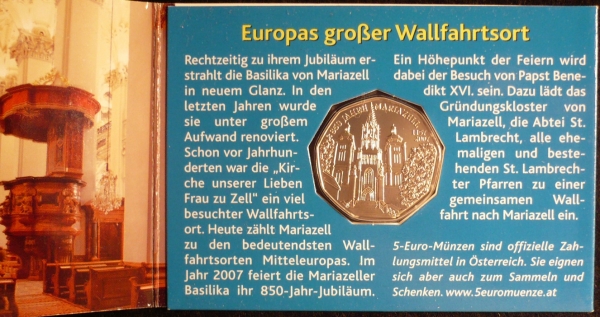 Europas großer Wallfahrtsort
Rechtzeitig zu ihrem Jubiläum er-
strahlt die Basilika von Mariazell
in neuem Glanz. In den
letzten Jahren wurde
sie unter großem
Aufwand renoviert.
Schon vor Jahrhun-
derten war die „Kir-
che unserer Lieben
Frau zu Zell" ein viel
besuchter Wallfahrts-
ort. Heute zählt Mariazell
zu den bedeutendsten Wall-
fahrtsorten Mitteleuropas. Im
Jahr 2007 feiert die Mariazeller
Basilika ihr 850-Jahr-Jubiläum.
850 JAHRE MARIAZELL
Ein Höhepunkt der Feiern wird
dabei der Besuch von Papst Bene-
dikt XVI. sein. Dazu lädt das
Gründungskloster von
Mariazell, die Abtei St.
Lambrecht, alle ehe-
maligen und beste-
henden St. Lambrech-
ter Pfarren zu einer
gemeinsamen Wall-
fahrt nach Mariazell ein.
5-Euro-Münzen sind offizielle Zah-
lungsmittel in Österreich. Sie eignen
sich aber auch zum Sammeln und
Schenken. www.5euromuenze.at